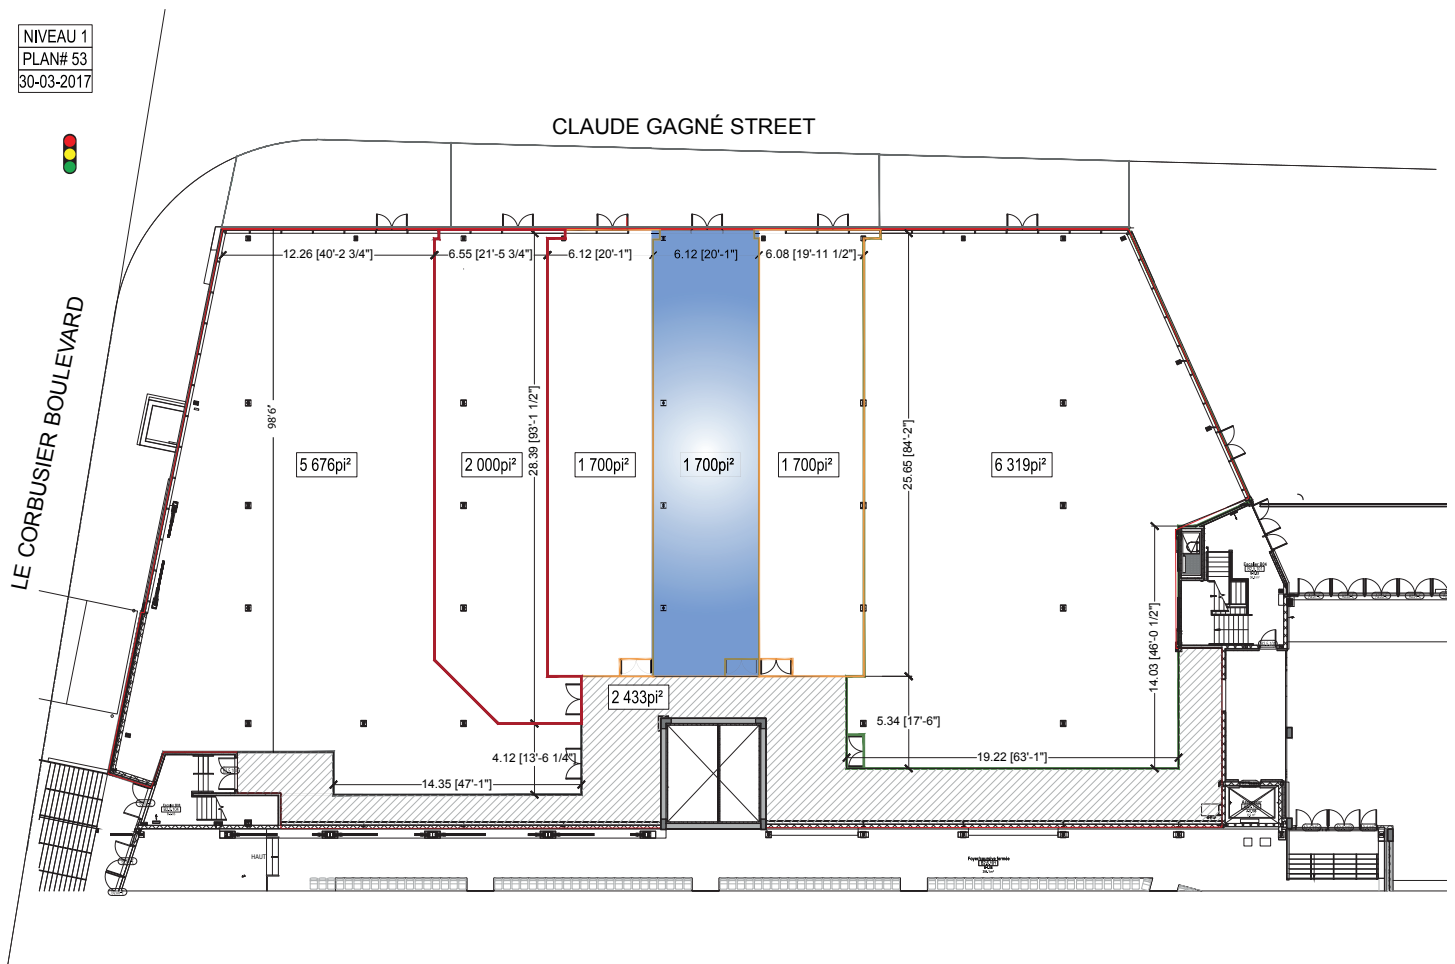 NIVEAU 1
PLAN# 53
30-03-2017
CLAUDE GAGNÉ STREET
LE CORBUSIER BOULEVARD
12.26 [40'-2 3/4"]
6.55 [21'-5 3/4"]
6.12 [20'-1"]
6.12 [20'-1"]
6.08 [19'-11 1/2"]
98'6"
28.39 [93'-1 1/2"]
25.65 [84'-2"]
5 676pi²
2 000pi²
1 700pi²
1 700pi²
1 700pi²
6 319pi²
14.03 [46'-0 1/2"]
2 433pi²
5.34 [17'-6"]
4.12 [13'-6 1/4"]
19.22 [63'-1"]
14.35 [47'-1"]
HAUT